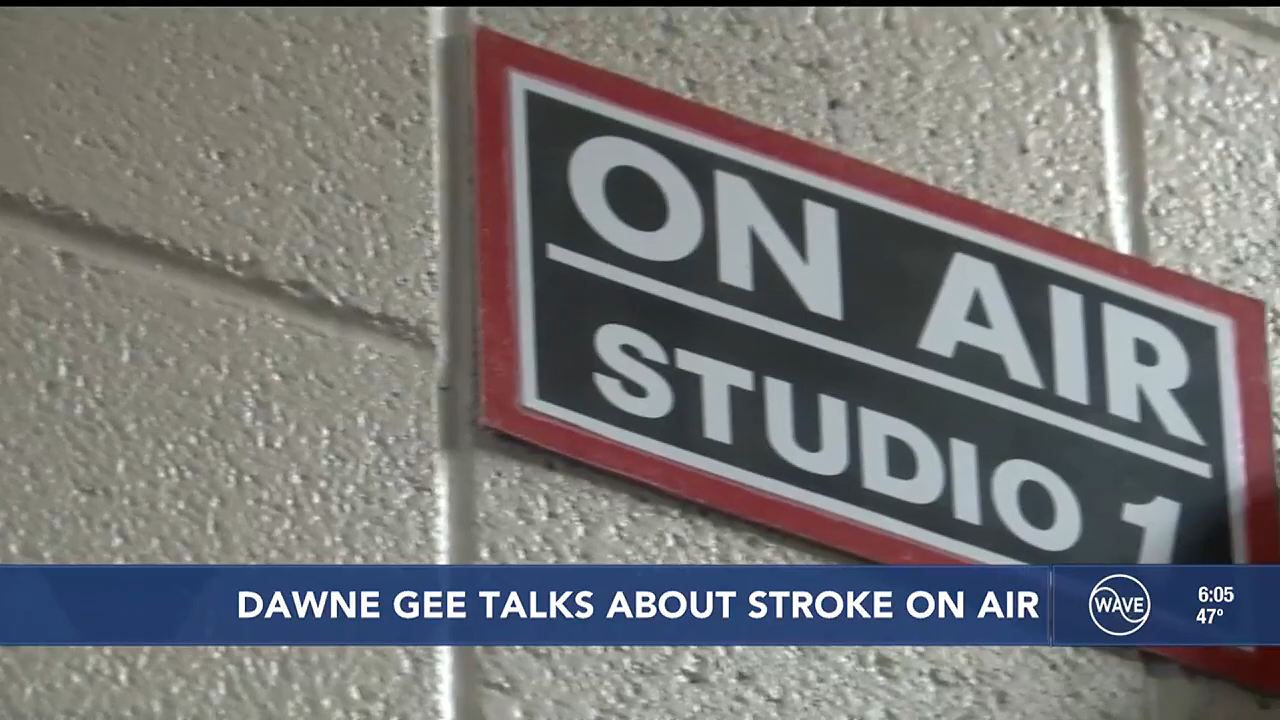 ON AIR
STUDIO 1
DAWNE GEE TALKS ABOUT STROKE ON AIR
WAVE
6:05
47°